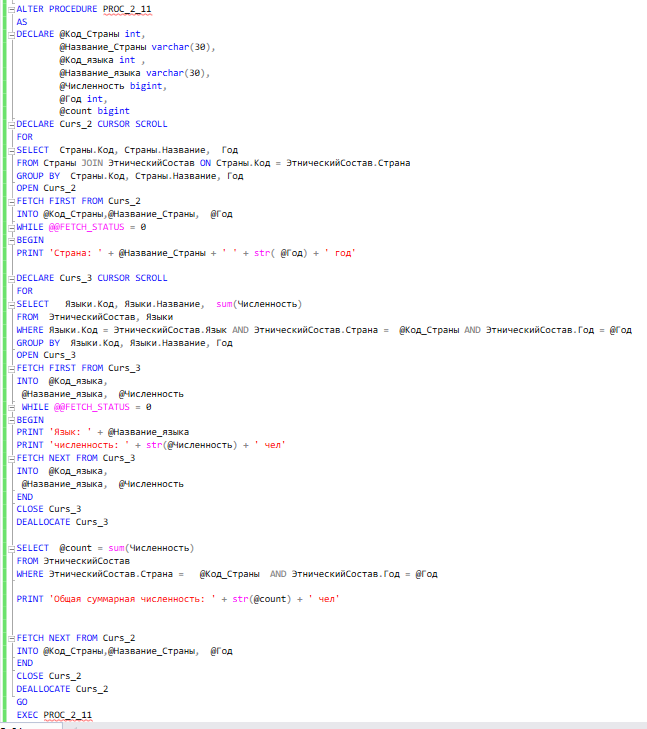 ALTER PROCEDURE PROC_2_11
AS
DECLARE @Код_Страны int,
@Название_Страны varchar(30),
@Код_языка int ,
@Название_языка varchar(30),
@Численность bigint,
@Год int,
@count bigint
DECLARE Curs_2 CURSOR SCROLL
FOR
SELECT  Страны.Код, Страны.Название,  Год
FROM Страны JOIN ЭтническийСостав ON Страны.Код = ЭтническийСостав.Страна
GROUP BY  Страны.Код, Страны.Название, Год
OPEN Curs_2
FETCH FIRST FROM Curs_2
INTO @Код_Страны,@Название_Страны,  @Год
WHILE @@FETCH_STATUS = 0
BEGIN
PRINT 'Страна: ' + @Название_Страны + ' ' + str( @Год) + ' год'
DECLARE Curs_3 CURSOR SCROLL
FOR
SELECT   Языки.Код, Языки.Название,  sum(Численность)
FROM  ЭтническийСостав, Языки
WHERE Языки.Код = ЭтническийСостав.Язык AND ЭтническийСостав.Страна =  @Код_Страны AND ЭтническийСостав.Год = @Год
GROUP BY  Языки.Код, Языки.Название, Год
OPEN Curs_3
FETCH FIRST FROM Curs_3
INTO  @Код_языка,
@Название_языка,  @Численность
WHILE @@FETCH_STATUS = 0
BEGIN
PRINT 'Язык: ' + @Название_языка
PRINT 'численность: ' + str(@Численность) + ' чел'
FETCH NEXT FROM Curs_3
INTO  @Код_языка,
@Название_языка,  @Численность
END
CLOSE Curs_3
DEALLOCATE Curs_3
SELECT  @count = sum(Численность)
FROM ЭтническийСостав
WHERE ЭтническийСостав.Страна =   @Код_Страны  AND ЭтническийСостав.Год = @Год
PRINT 'Общая суммарная численность: ' + str(@count) + ' чел'
FETCH NEXT FROM Curs_2
INTO @Код_Страны,@Название_Страны,  @Год
END
CLOSE Curs_2
DEALLOCATE Curs_2
GO
EXEC PROC_2_11